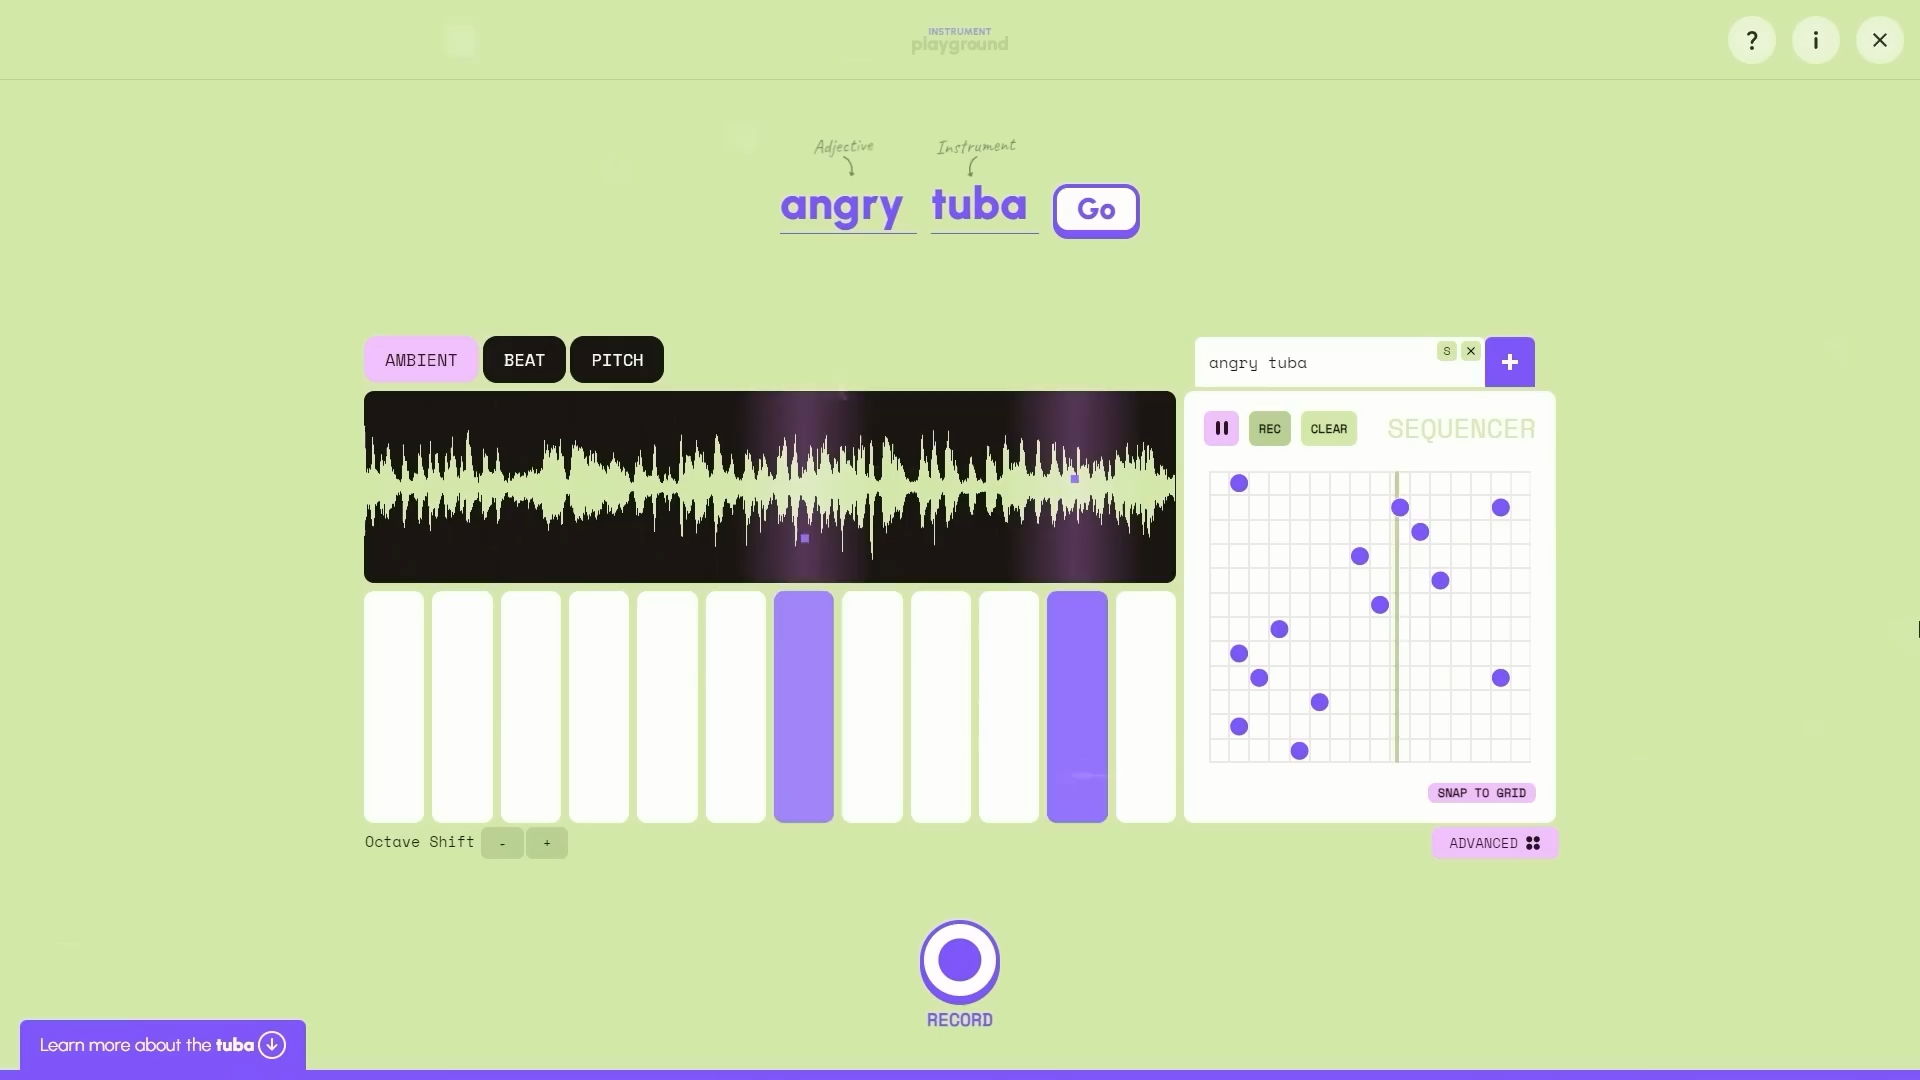 INSTRUMENT
playground
?
i
Adjective
Instrument
angry tuba Go
AMBIENT BEAT PITCH
angry tuba
S
+
REC CLEAR SEQUENCER
SNAP TO GRID
Octave Shift - +
ADVANCED
RECORD
Learn more about the tuba